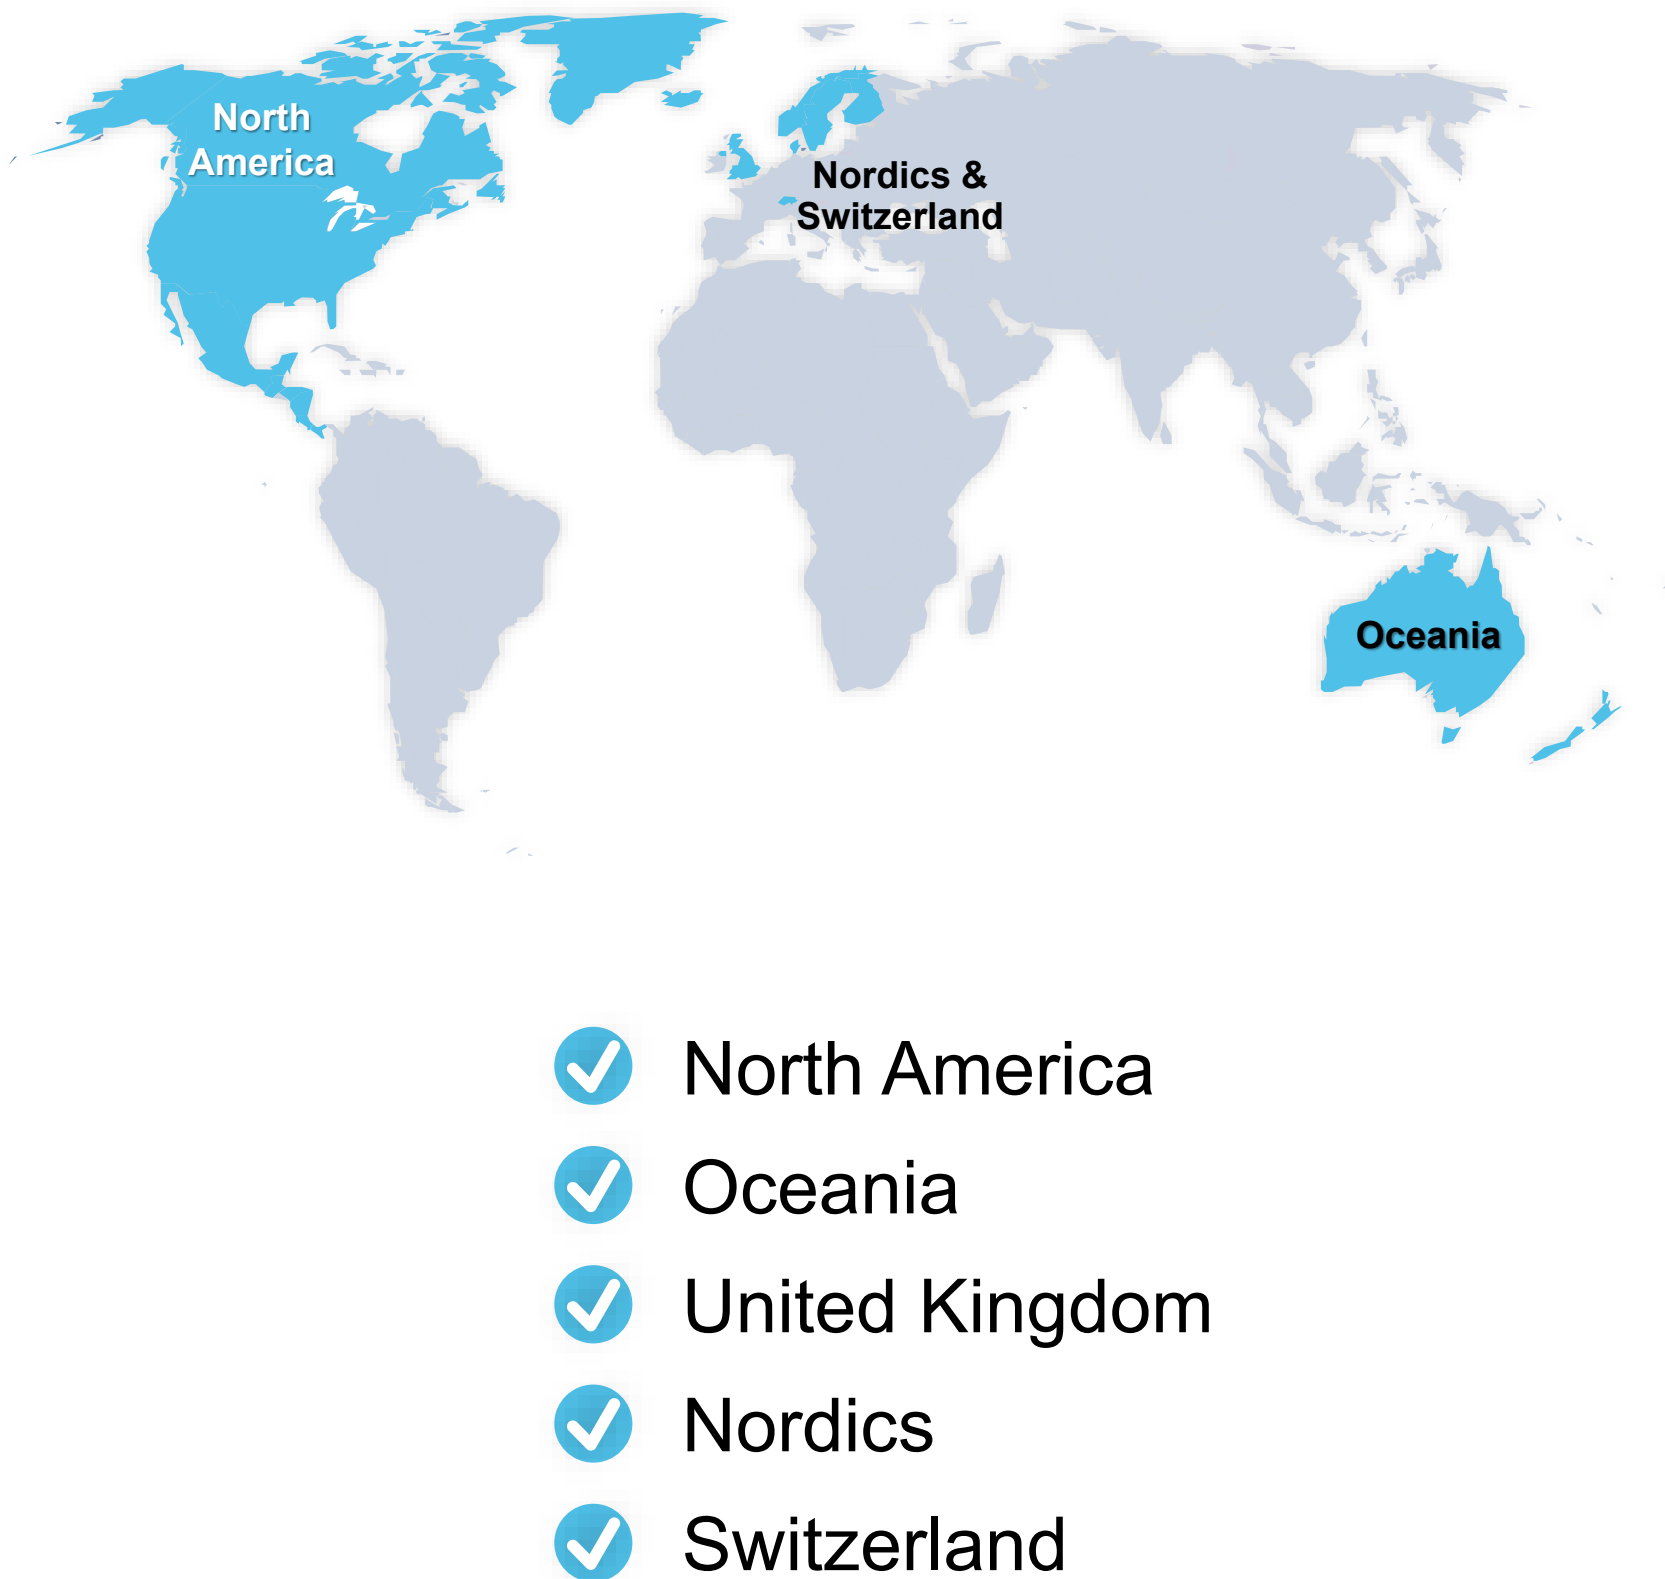 North
America
Nordics &
Switzerland
Oceania
North America
Oceania
United Kingdom
Nordics
Switzerland